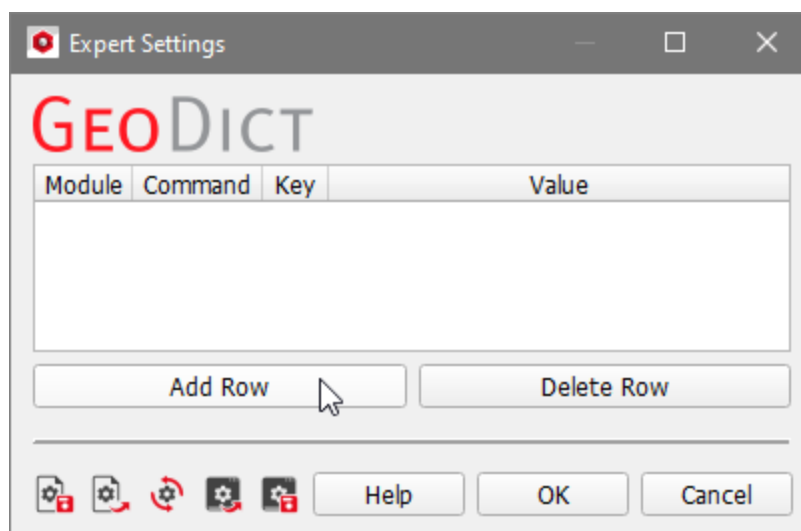 Expert Settings
GEODICT
Module Command Key Value
Add Row Delete Row
Help OK Cancel